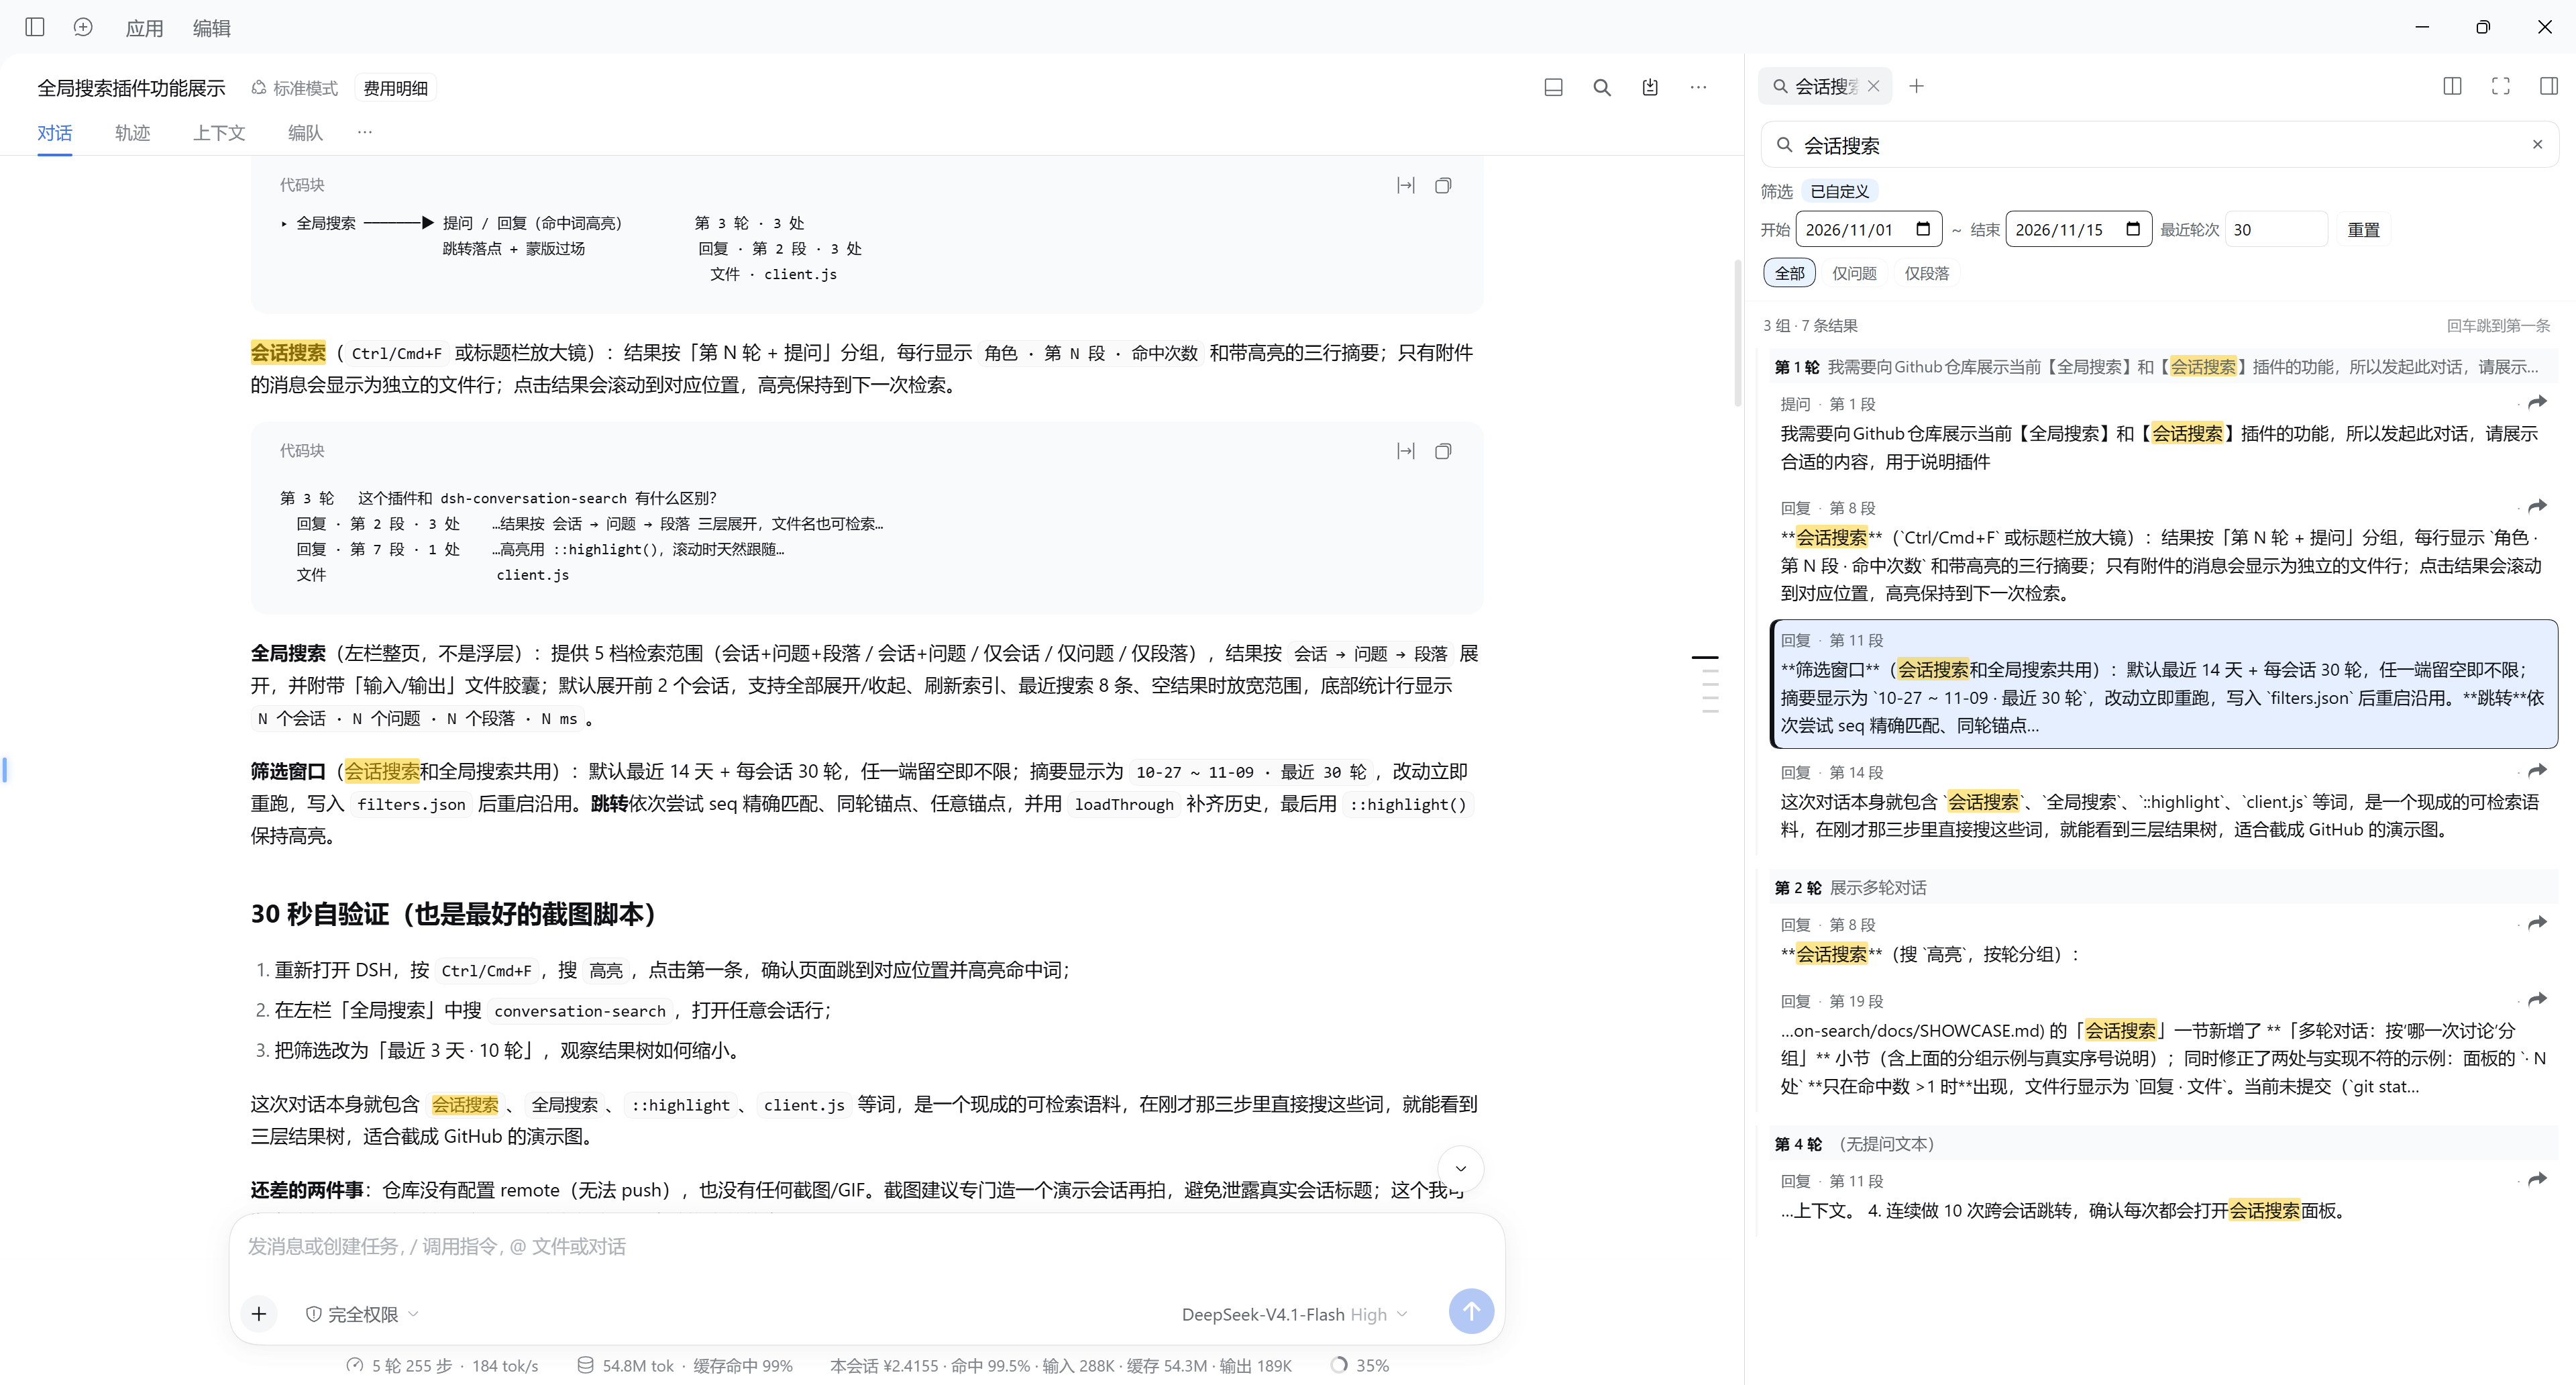 应用 编辑
全局搜索插件功能展示 标准模式 费用明细
对话 轨迹 上下文 编队 ···
代码块
▸ 全局搜索 ──────▶ 提问 / 回复（命中词高亮） 第 3 轮 · 3 处
跳转落点 + 蒙版过场 回复 · 第 2 段 · 3 处
文件 · client.js
会话搜索（ Ctrl/Cmd+F 或标题栏放大镜）：结果按「第 N 轮 + 提问」分组，每行显示 角色 · 第 N 段 · 命中次数 和带高亮的三行摘要；只有附件
的消息会显示为独立的文件行；点击结果会滚动到对应位置，高亮保持到下一次检索。
代码块
第 3 轮 这个插件和 dsh-conversation-search 有什么区别？
回复 · 第 2 段 · 3 处 …结果按 会话 → 问题 → 段落 三层展开，文件名也可检索…
回复 · 第 7 段 · 1 处 …高亮用 ::highlight()，滚动时天然跟随…
文件 client.js
全局搜索（左栏整页，不是浮层）：提供 5 档检索范围（会话+问题+段落 / 会话+问题 / 仅会话 / 仅问题 / 仅段落），结果按 会话 → 问题 → 段落 展
开，并附带「输入/输出」文件胶囊；默认展开前 2 个会话，支持全部展开/收起、刷新索引、最近搜索 8 条、空结果时放宽范围，底部统计行显示
N 个会话 · N 个问题 · N 个段落 · N ms 。
筛选窗口（会话搜索和全局搜索共用）：默认最近 14 天 + 每会话 30 轮，任一端留空即不限；摘要显示为 10-27 ~ 11-09 · 最近 30 轮 ，改动立即
重跑，写入 filters.json 后重启沿用。跳转依次尝试 seq 精确匹配、同轮锚点、任意锚点，并用 loadThrough 补齐历史，最后用 ::highlight()
保持高亮。
30 秒自验证（也是最好的截图脚本）
1. 重新打开 DSH，按 Ctrl/Cmd+F ，搜 高亮 ，点击第一条，确认页面跳到对应位置并高亮命中词；
2. 在左栏「全局搜索」中搜 conversation-search ，打开任意会话行；
3. 把筛选改为「最近 3 天 · 10 轮」，观察结果树如何缩小。
这次对话本身就包含 会话搜索 、 全局搜索 、 ::highlight 、 client.js 等词，是一个现成的可检索语料，在刚才那三步里直接搜这些词，就能看到
三层结果树，适合截成 GitHub 的演示图。
还差的两件事：仓库没有配置 remote（无法 push），也没有任何截图/GIF。截图建议专门造一个演示会话再拍，避免泄露真实会话标题；这个我可
发消息或创建任务, / 调用指令, @ 文件或对话
完全权限 DeepSeek-V4.1-Flash High
5 轮 255 步 · 184 tok/s 54.8M tok · 缓存命中 99% 本会话 ¥2.4155 · 命中 99.5% · 输入 288K · 缓存 54.3M · 输出 189K 35%
会话搜
会话搜索
筛选 已自定义
开始 2026/11/01 ~ 结束 2026/11/15 最近轮次 30 重置
全部 仅问题 仅段落
3 组 · 7 条结果 回车跳到第一条
第 1 轮 我需要向Github仓库展示当前【全局搜索】和【会话搜索】插件的功能，所以发起此对话，请展示...
提问 · 第 1 段
我需要向Github仓库展示当前【全局搜索】和【会话搜索】插件的功能，所以发起此对话，请展示
合适的内容，用于说明插件
回复 · 第 8 段
**会话搜索**（`Ctrl/Cmd+F` 或标题栏放大镜）：结果按「第 N 轮 + 提问」分组，每行显示 `角色 ·
第 N 段 · 命中次数` 和带高亮的三行摘要；只有附件的消息会显示为独立的文件行；点击结果会滚动
到对应位置，高亮保持到下一次检索。
回复 · 第 11 段
**筛选窗口**（会话搜索和全局搜索共用）：默认最近 14 天 + 每会话 30 轮，任一端留空即不限；
摘要显示为 `10-27 ~ 11-09 · 最近 30 轮`，改动立即重跑，写入 `filters.json` 后重启沿用。**跳转**依
次尝试 seq 精确匹配、同轮锚点…
回复 · 第 14 段
这次对话本身就包含 `会话搜索`、`全局搜索`、`::highlight`、`client.js` 等词，是一个现成的可检索语
料，在刚才那三步里直接搜这些词，就能看到三层结果树，适合截成 GitHub 的演示图。
第 2 轮 展示多轮对话
回复 · 第 8 段
**会话搜索**（搜 `高亮`，按轮分组）：
回复 · 第 19 段
…on-search/docs/SHOWCASE.md) 的「会话搜索」一节新增了 **「多轮对话：按‘哪一次讨论’分
组」** 小节（含上面的分组示例与真实序号说明）；同时修正了两处与实现不符的示例：面板的 `· N
处` **只在命中数 >1 时**出现，文件行显示为 `回复 · 文件`。当前未提交（`git stat…
第 4 轮 （无提问文本）
回复 · 第 11 段
…上下文。 4. 连续做 10 次跨会话跳转，确认每次都会打开会话搜索面板。